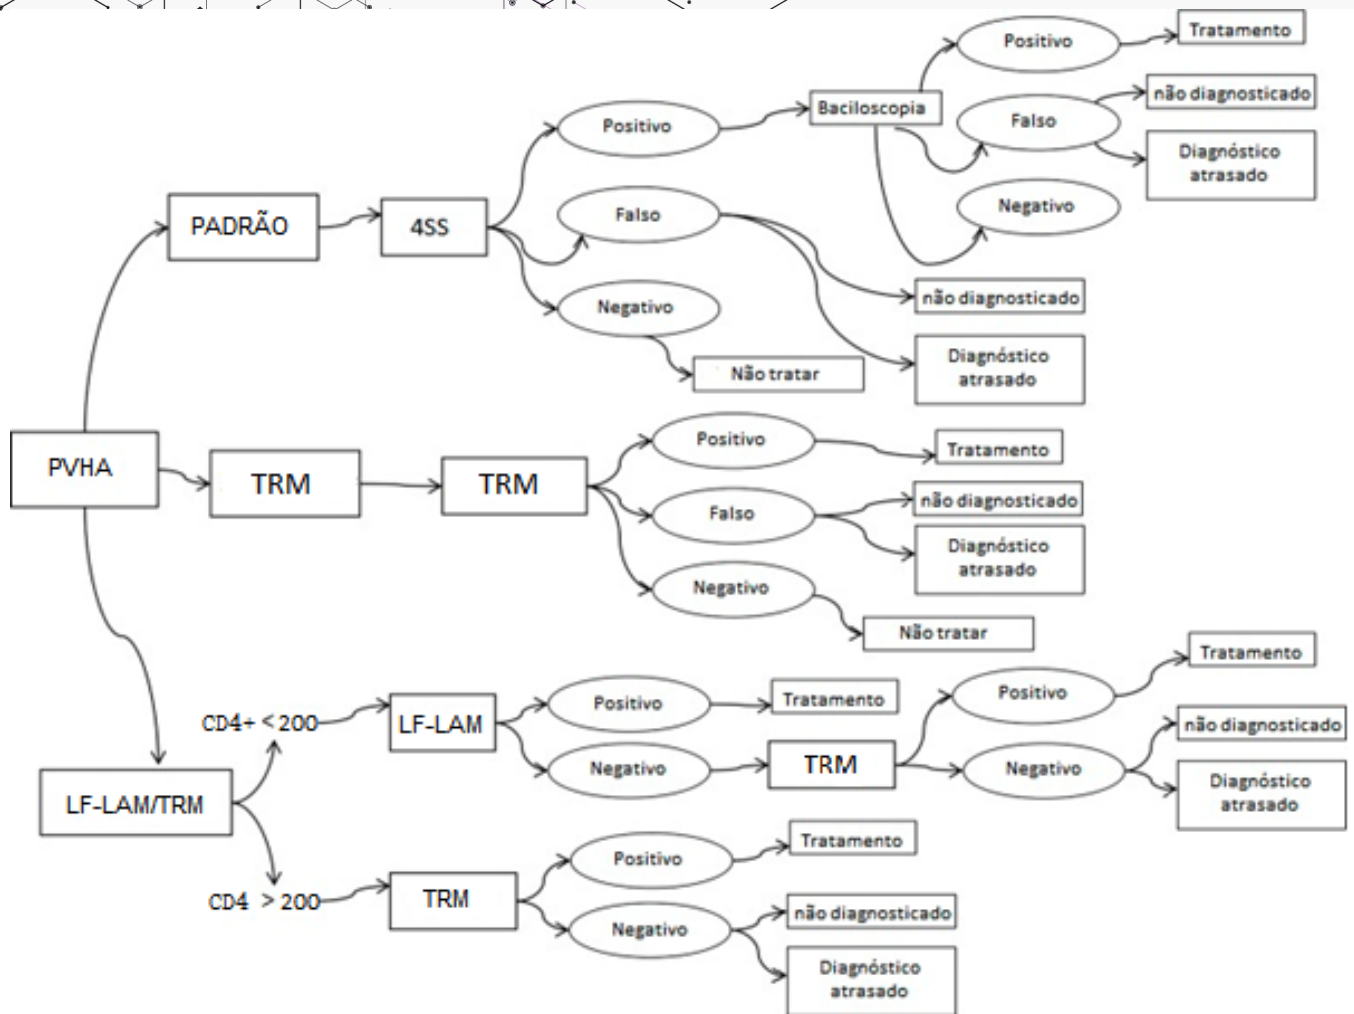 Positivo
Tratamento
Baciloscopia
não diagnosticado
Positivo
Falso
Diagnóstico
atrasado
Negativo
PADRÃO
4SS
Falso
não diagnosticado
Negativo
Diagnóstico
atrasado
Não tratar
PVHA
TRM
TRM
Positivo
Tratamento
Falso
não diagnosticado
Diagnóstico
atrasado
Negativo
Não tratar
LF-LAM/TRM
CD4+ < 200
LF-LAM
Positivo
Tratamento
Negativo
TRM
Positivo
Tratamento
Negativo
não diagnosticado
Diagnóstico
atrasado
CD4 > 200
TRM
Positivo
Tratamento
Negativo
não diagnosticado
Diagnóstico
atrasado